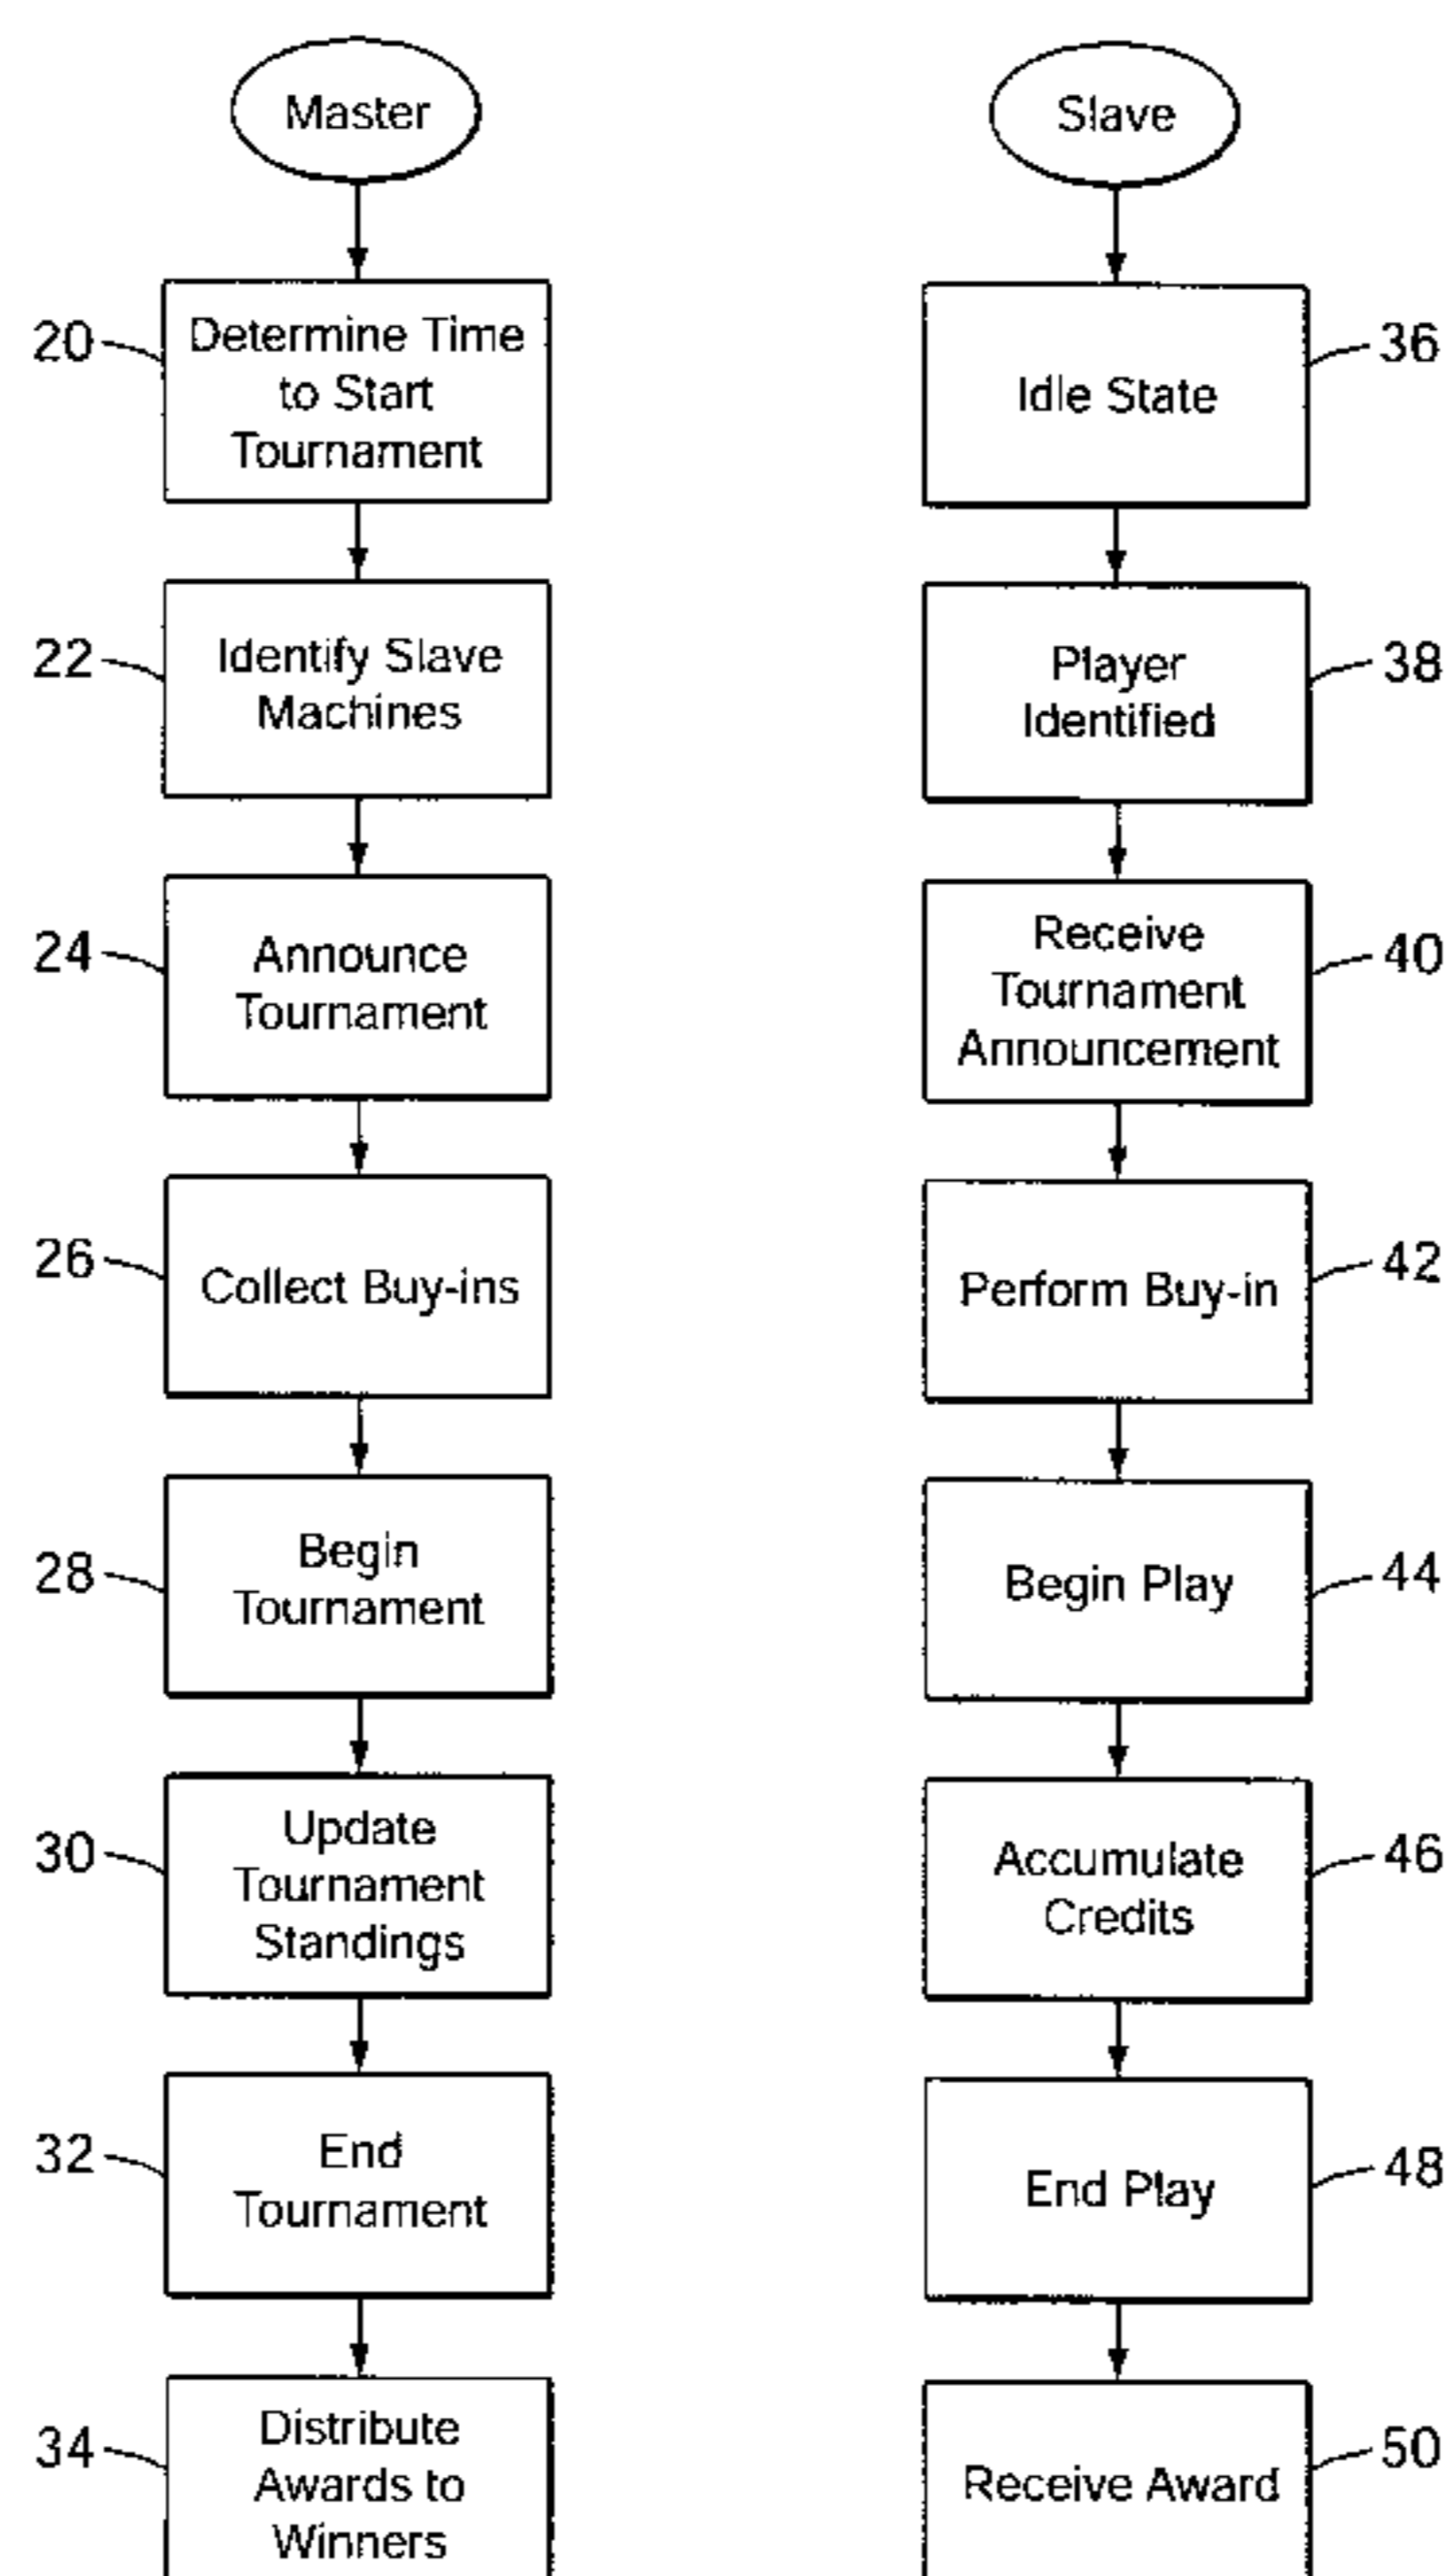 Master
20
Determine Time
to Start
Tournament
22
Identify Slave
Machines
24
Announce
Tournament
26
Collect Buy-ins
28
Begin
Tournament
30
Update
Tournament
Standings
32
End
Tournament
34
Distribute
Awards to
Winners
Slave
Idle State
36
Player
Identified
38
Receive
Tournament
Announcement
40
Perform Buy-in
42
Begin Play
44
Accumulate
Credits
46
End Play
48
Receive Award
50